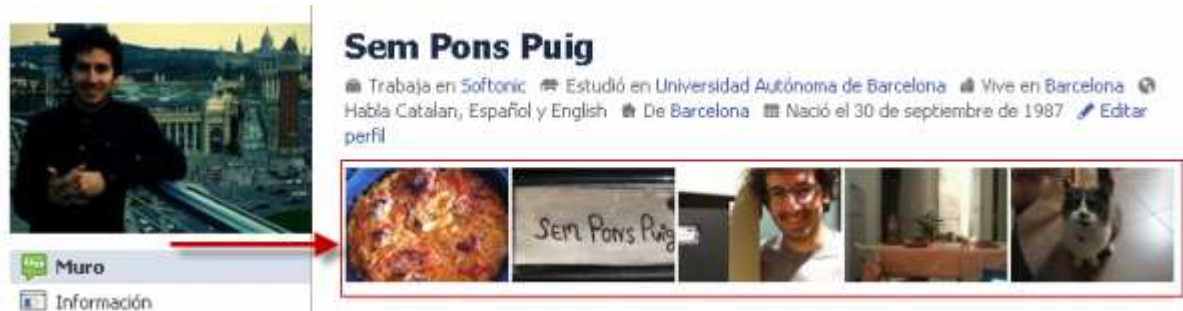 Sem Pons Puig
Trabaja en Softonic Estudió en Universidad Autónoma de Barcelona Vive en Barcelona
Habla Catalan, Español y English De Barcelona Nació el 30 de septiembre de 1987 Editar
perfil
Sem Pons Puig
Muro
Información